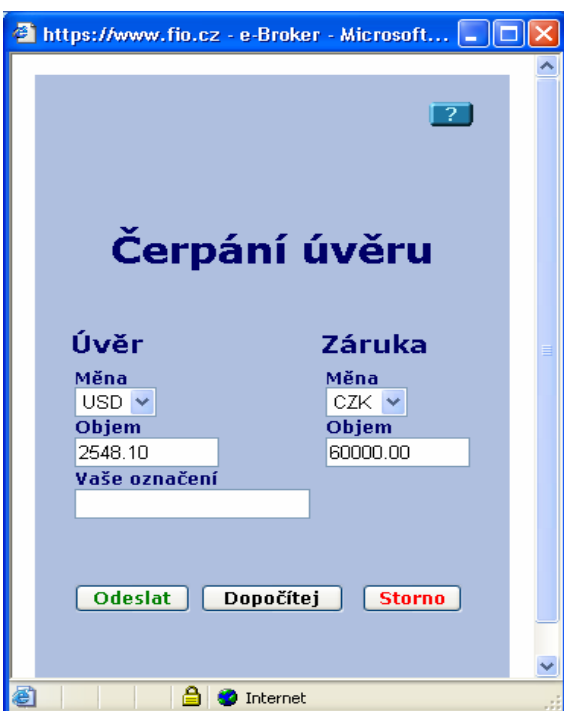 https://www.fio.cz - e-Broker - Microsoft...
?
Čerpání úvěru
Úvěr Záruka
Měna Měna
USD CZK
Objem Objem
2548.10 60000.00
Vaše označení
Odeslat Dopočítej Storno
Internet